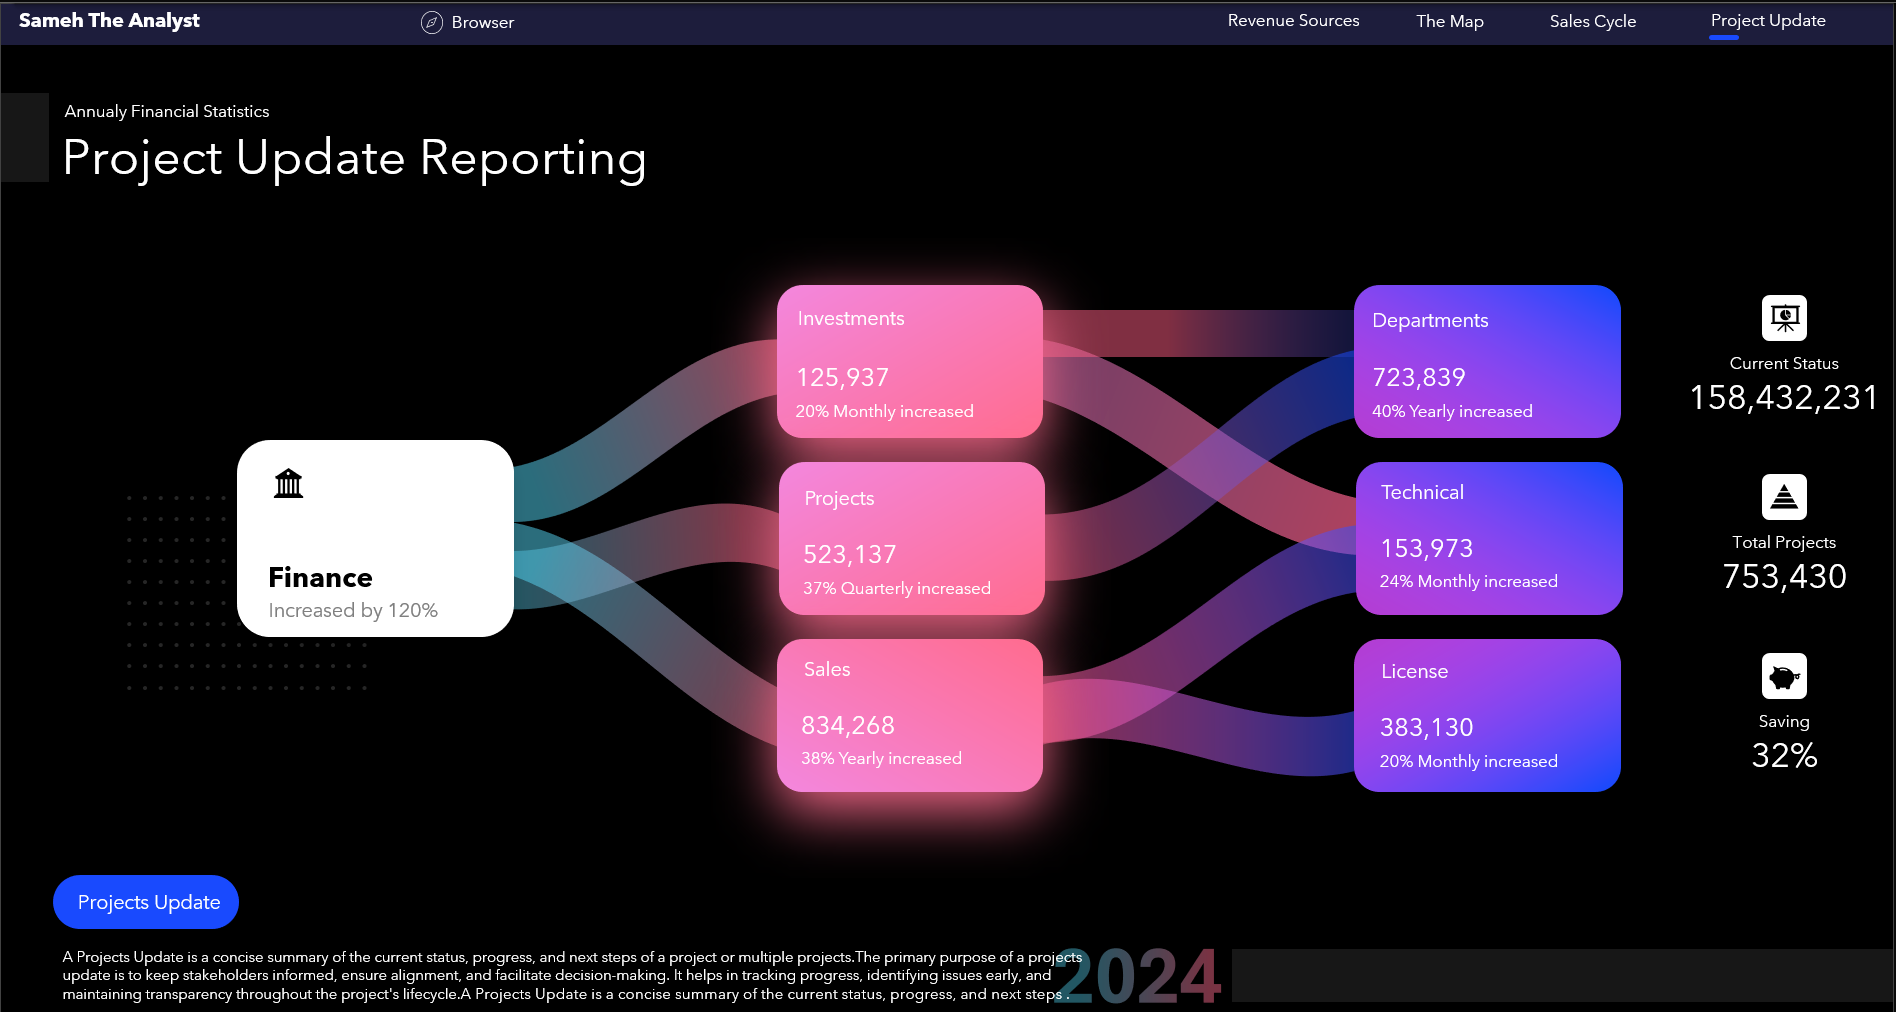 Sameh The Analyst
Browser
Revenue Sources
The Map
Sales Cycle
Project Update
Annualy Financial Statistics
Project Update Reporting
Finance
Increased by 120%
Investments
125,937
20% Monthly increased
Projects
523,137
37% Quarterly increased
Sales
834,268
38% Yearly increased
Departments
723,839
40% Yearly increased
Technical
153,973
24% Monthly increased
License
383,130
20% Monthly increased
Current Status
158,432,231
Total Projects
753,430
Saving
32%
Projects Update
A Projects Update is a concise summary of the current status, progress, and next steps of a project or multiple projects.The primary purpose of a projects
update is to keep stakeholders informed, ensure alignment, and facilitate decision-making. It helps in tracking progress, identifying issues early, and
maintaining transparency throughout the project's lifecycle.A Projects Update is a concise summary of the current status, progress, and next steps .
2024